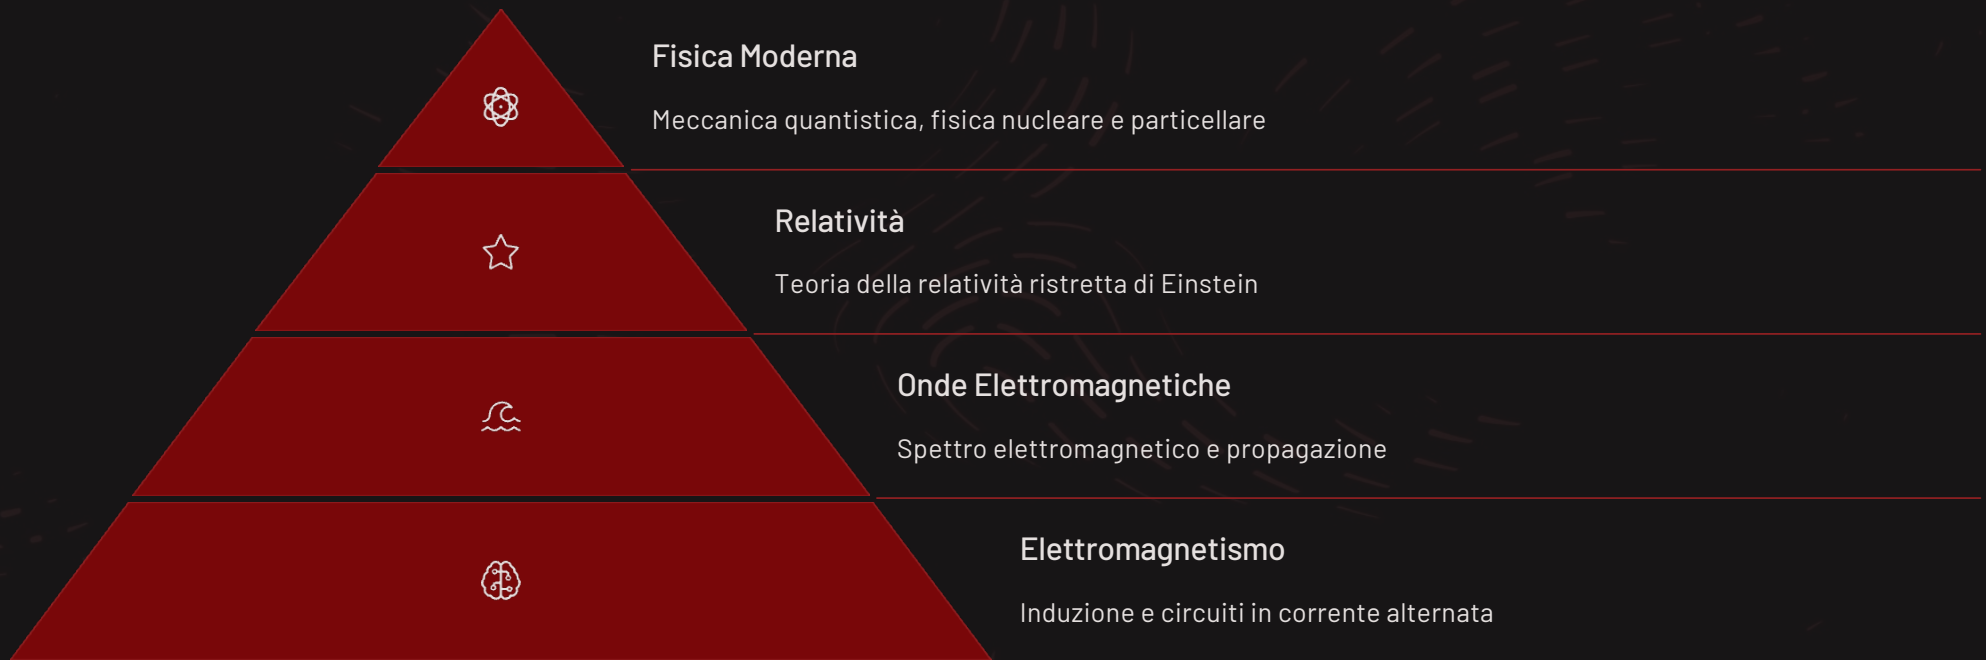 Fisica Moderna
Meccanica quantistica, fisica nucleare e particellare
Relatività
Teoria della relatività ristretta di Einstein
Onde Elettromagnetiche
Spettro elettromagnetico e propagazione
Elettromagnetismo
Induzione e circuiti in corrente alternata